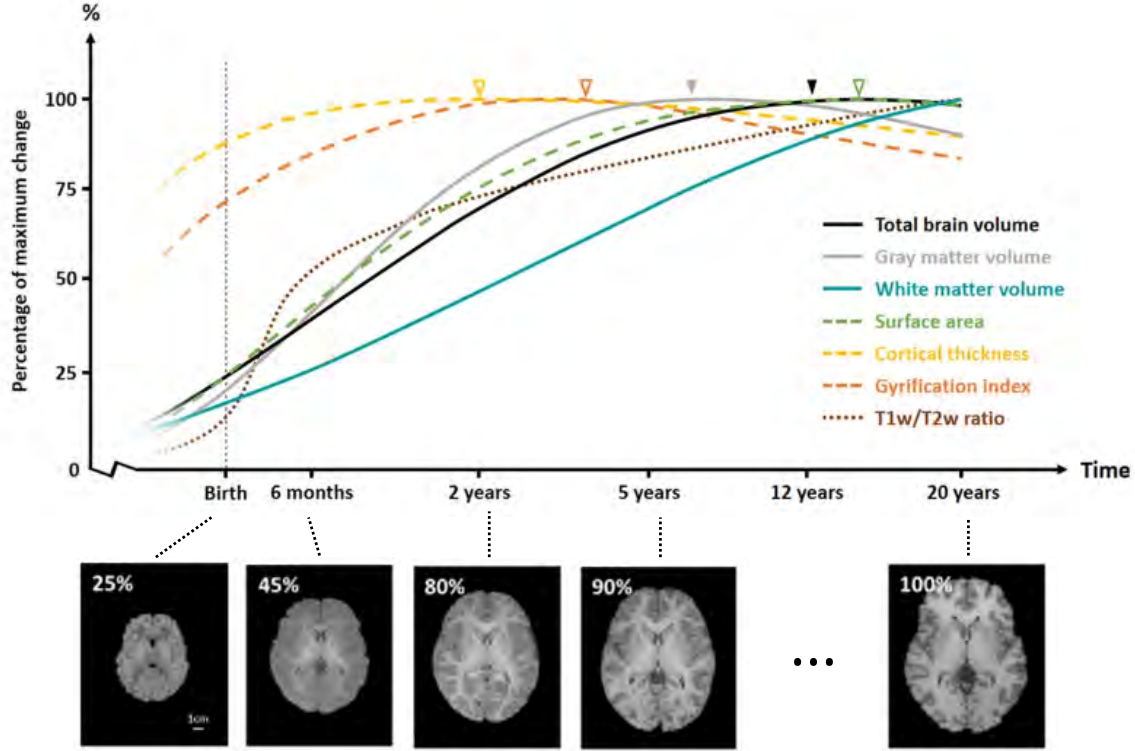 %
Percentage of maximum change
100
75
50
25
0
Total brain volume
Gray matter volume
White matter volume
Surface area
Cortical thickness
Gyrification index
T1w/T2w ratio
Birth 6 months 2 years 5 years 12 years 20 years
Time
25% 45% 80% 90% 100%
1cm